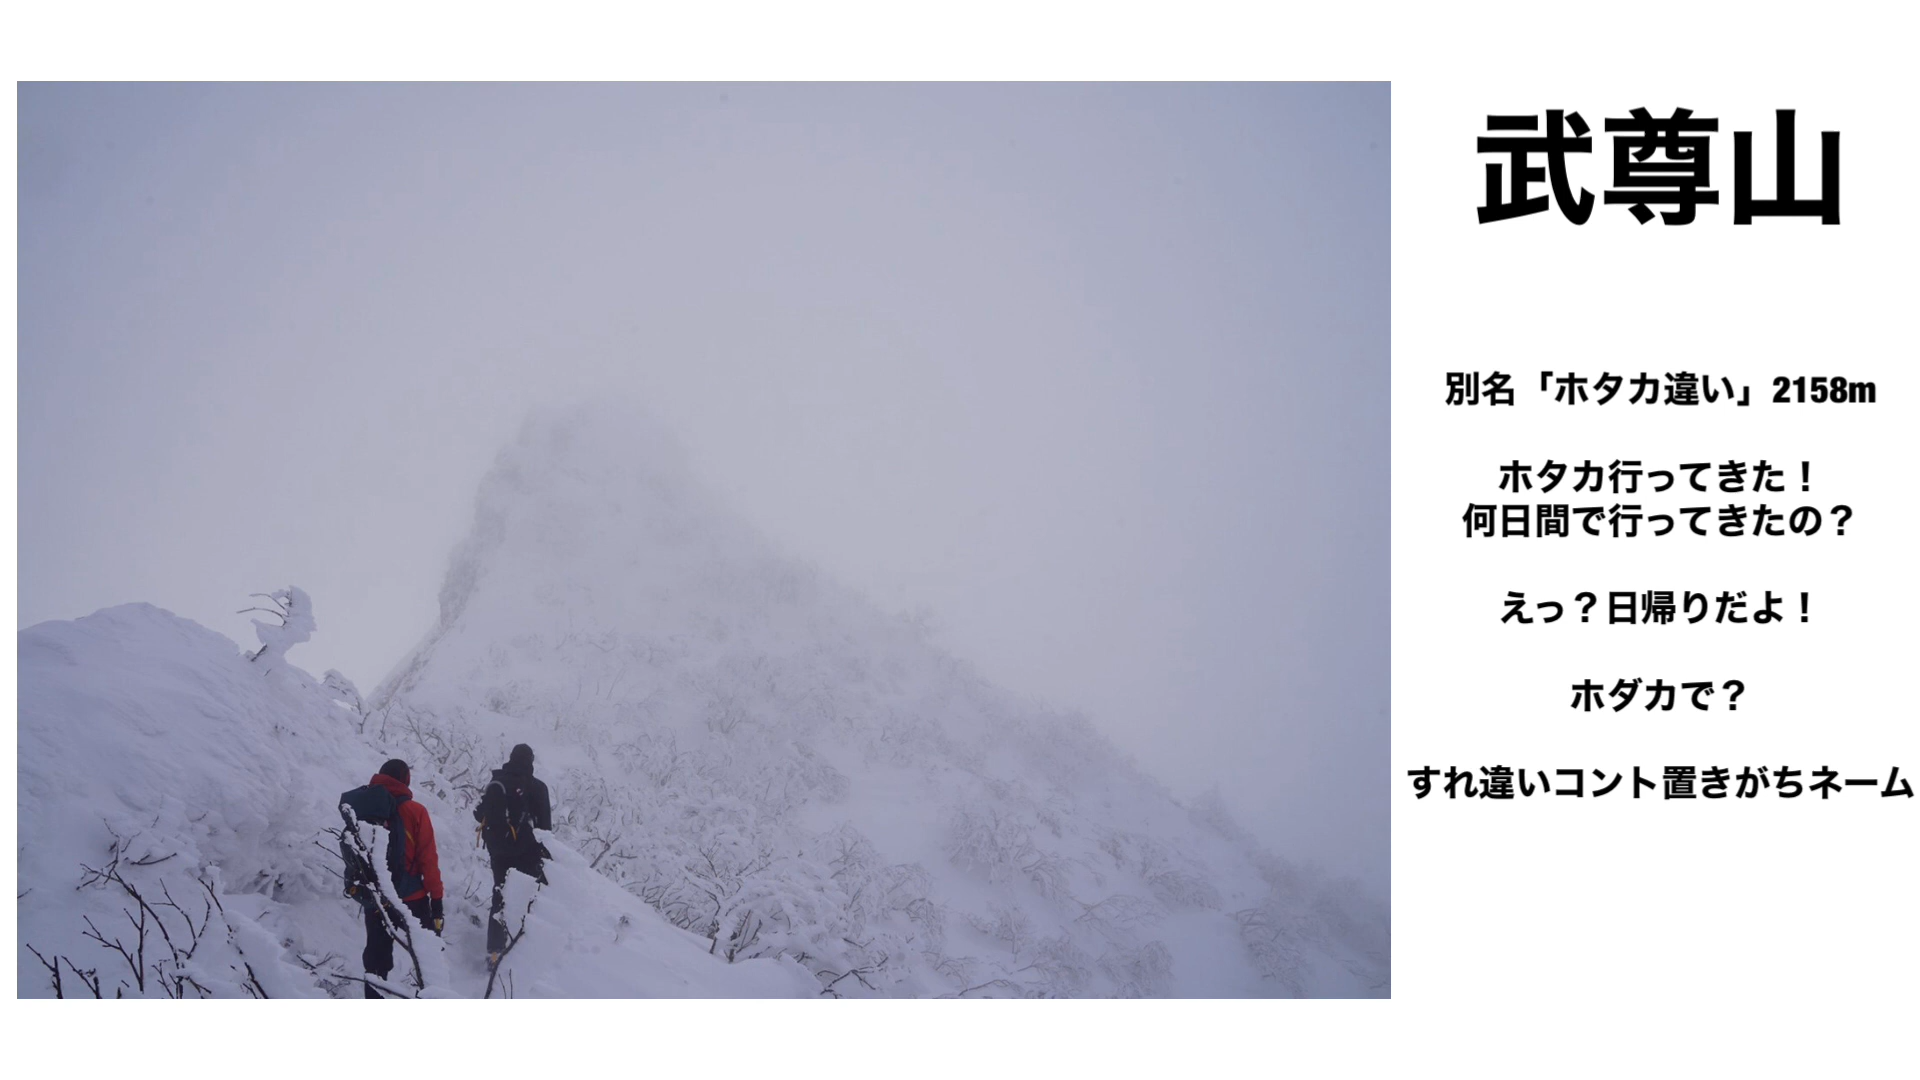 武尊山
別名「ホタカ違い」2158m
ホタカ行ってきた！
何日間で行ってきたの？
えっ？日帰りだよ！
ホダカで？
すれ違いコント置きがちネーム